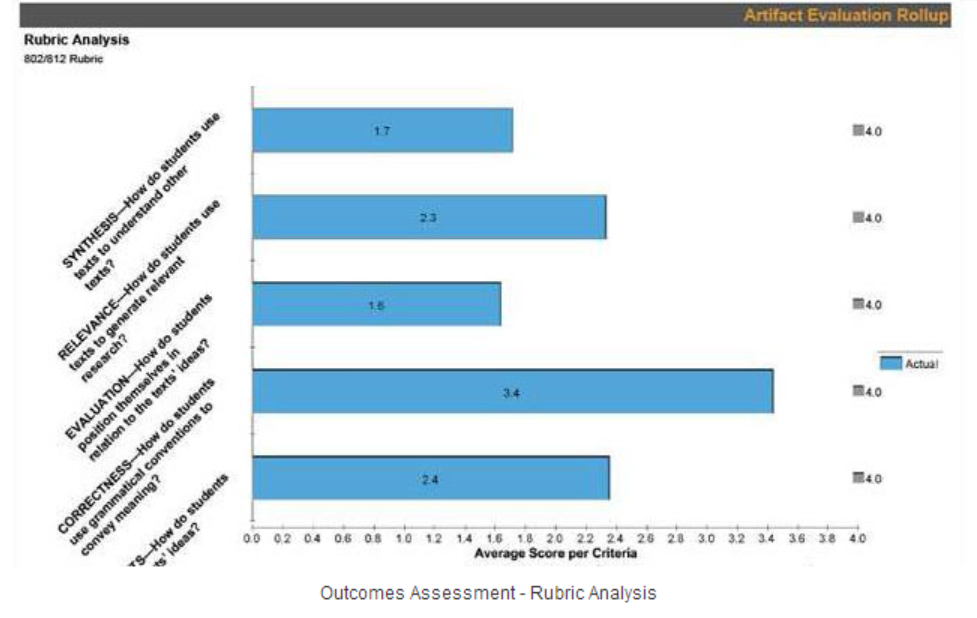 Artifact Evaluation Rollup
Rubric Analysis
802/812 Rubric
SYNTHESIS—How do students use
texts to understand other
texts?
1.7
4.0
RELEVANCE—How do students use
texts to generate relevant
research?
2.3
4.0
EVALUATION—How do students
position themselves in
relation to the texts' ideas?
1.6
4.0
CORRECTNESS—How do students
use grammatical conventions to
convey meaning?
3.4
4.0
TS—How do students
ts' ideas?
2.4
4.0
Actual
0.0 0.2 0.4 0.6 0.8 1.0 1.2 1.4 1.6 1.8 2.0 2.2 2.4 2.6 2.8 3.0 3.2 3.4 3.6 3.8 4.0
Average Score per Criteria
Outcomes Assessment - Rubric Analysis